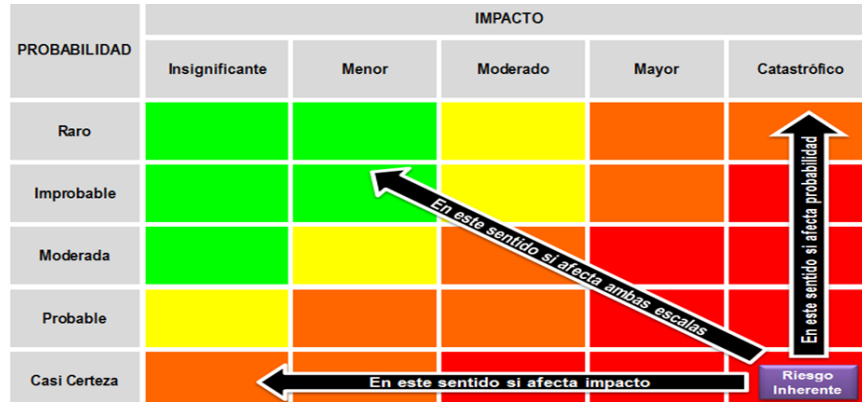 IMPACTO
PROBABILIDAD
Insignificante Menor Moderado Mayor Catastrófico
Raro
Improbable
Moderada
Probable
Casi Certeza
En este sentido si afecta ambas escalas
En este sentido si afecta probabilidad
En este sentido si afecta impacto
Riesgo
Inherente